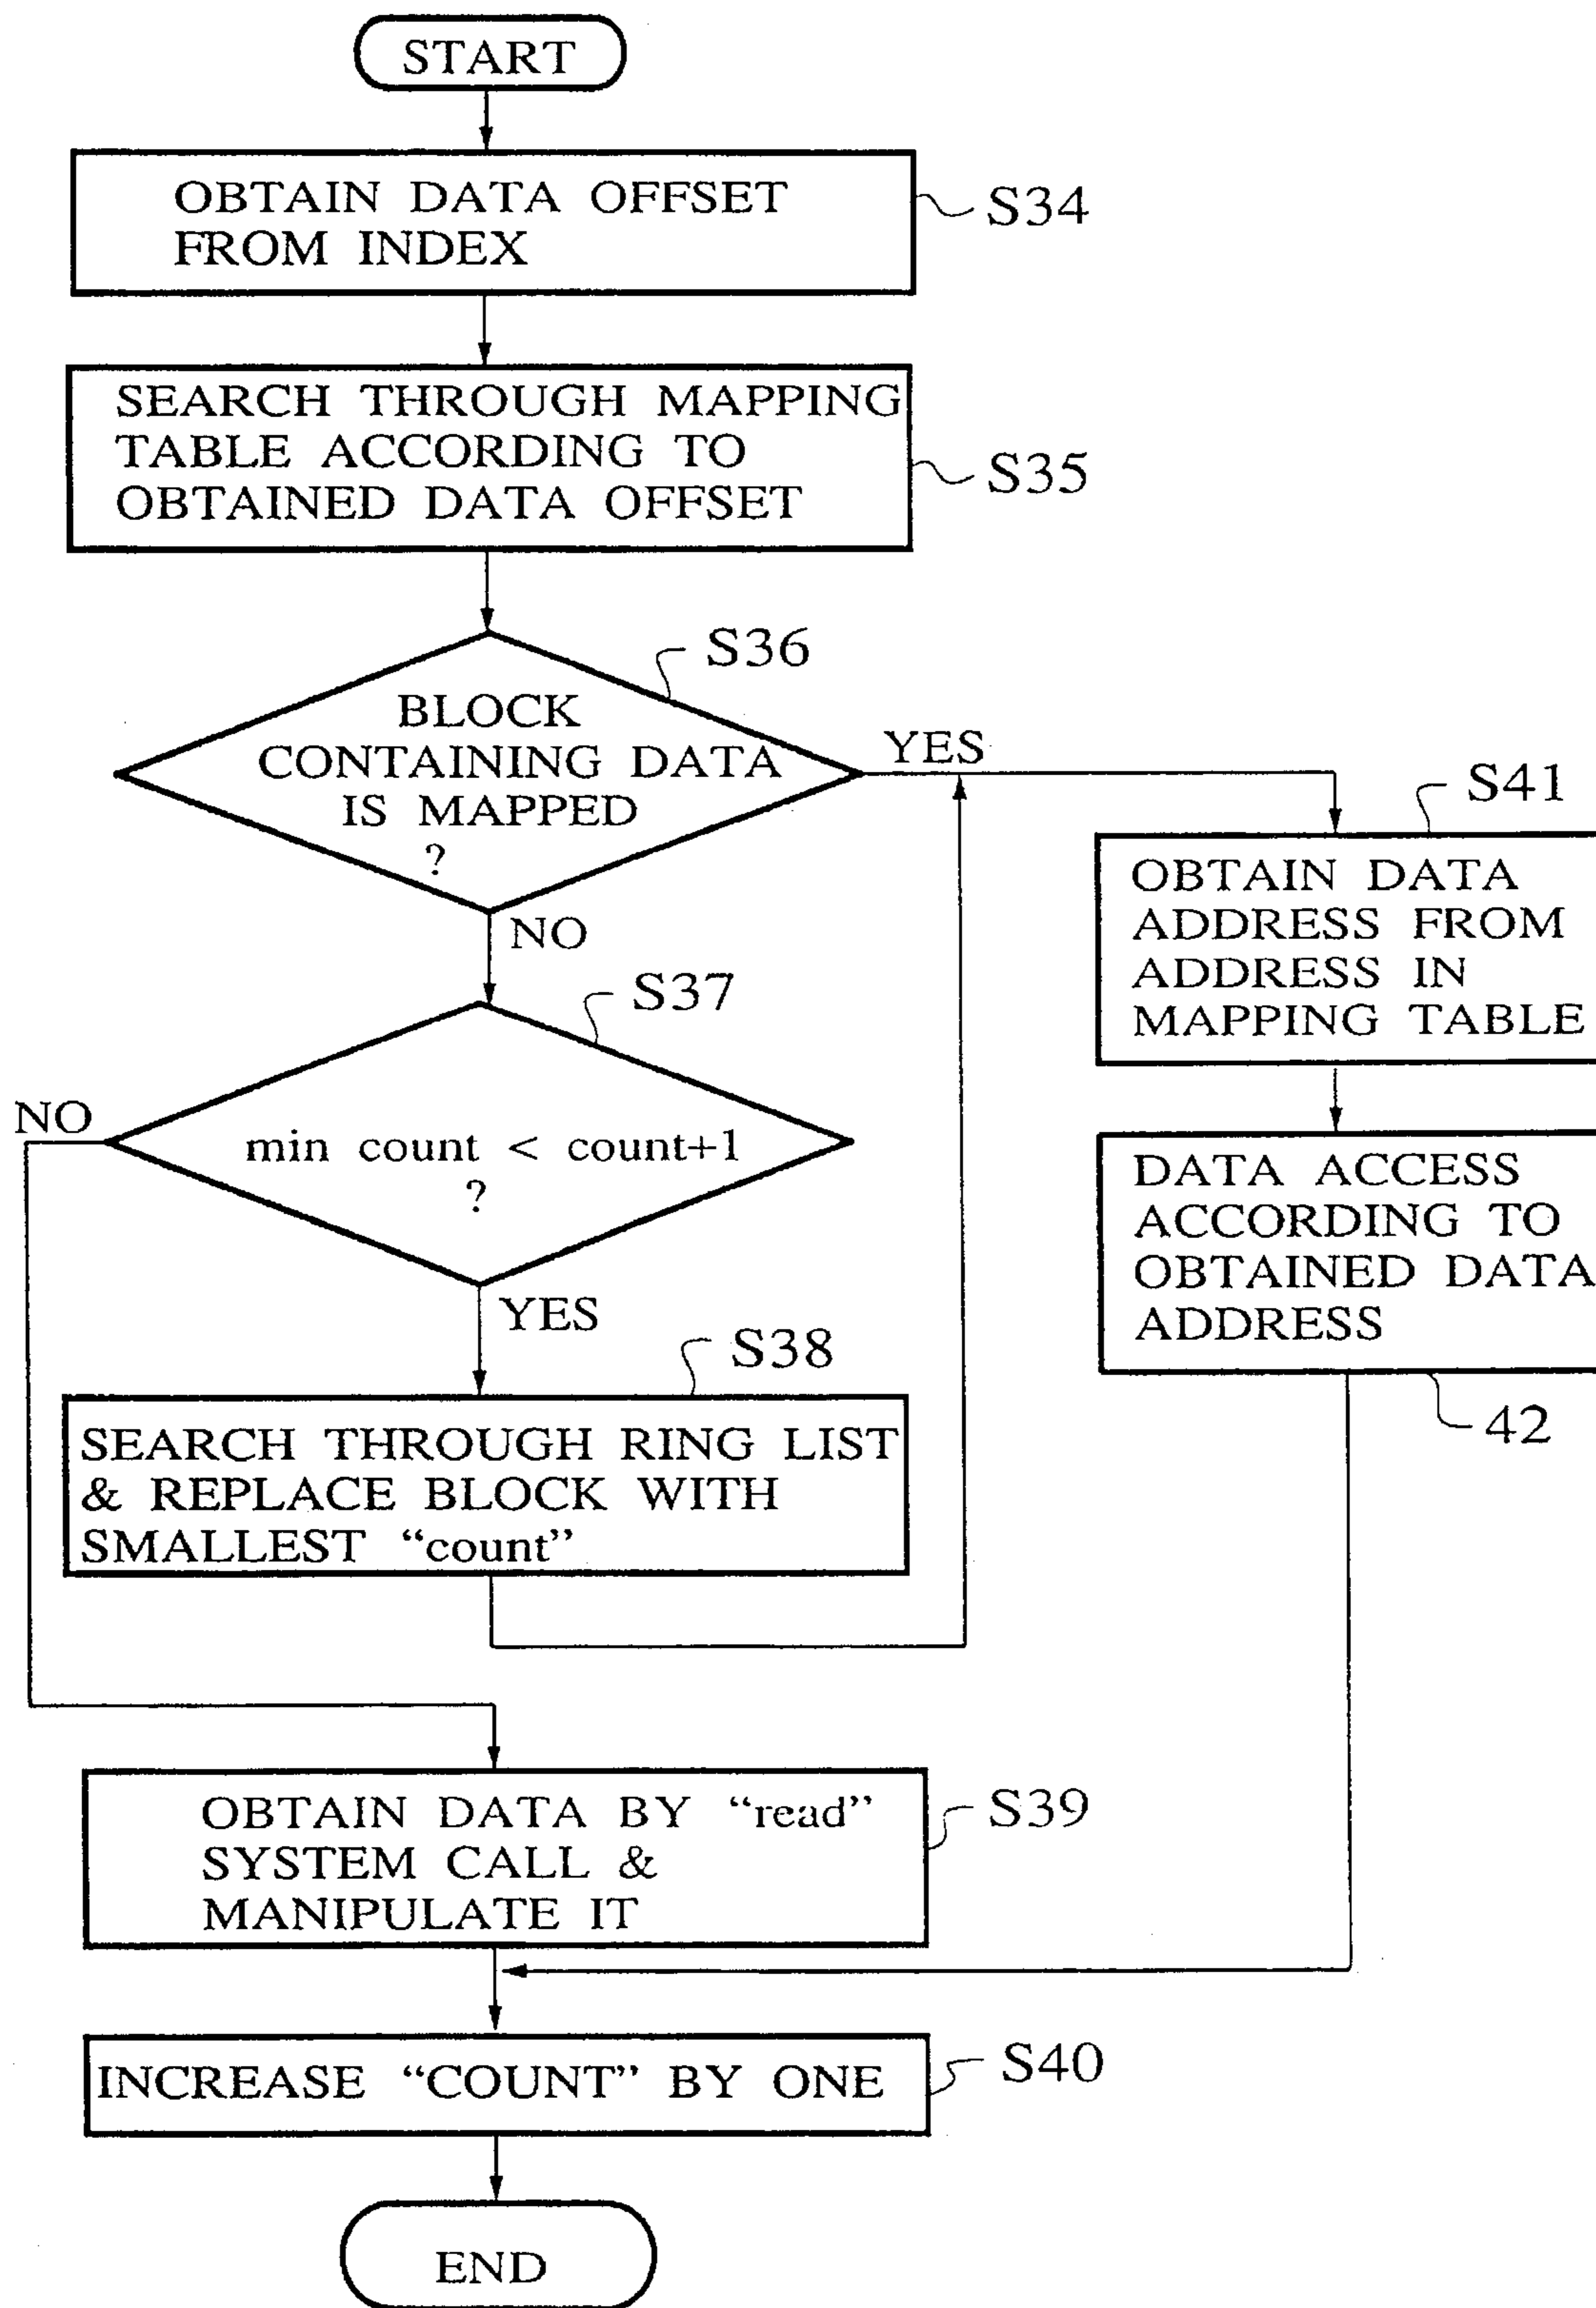 START
OBTAIN DATA OFFSET
FROM INDEX
S34
SEARCH THROUGH MAPPING
TABLE ACCORDING TO
OBTAINED DATA OFFSET
S35
S36
BLOCK
CONTAINING DATA
IS MAPPED
?
YES
NO
S41
OBTAIN DATA
ADDRESS FROM
ADDRESS IN
MAPPING TABLE
S37
NO
min count < count+1
?
YES
DATA ACCESS
ACCORDING TO
OBTAINED DATA
ADDRESS
42
S38
SEARCH THROUGH RING LIST
& REPLACE BLOCK WITH
SMALLEST “count”
OBTAIN DATA BY “read”
SYSTEM CALL &
MANIPULATE IT
S39
INCREASE “COUNT” BY ONE
S40
END